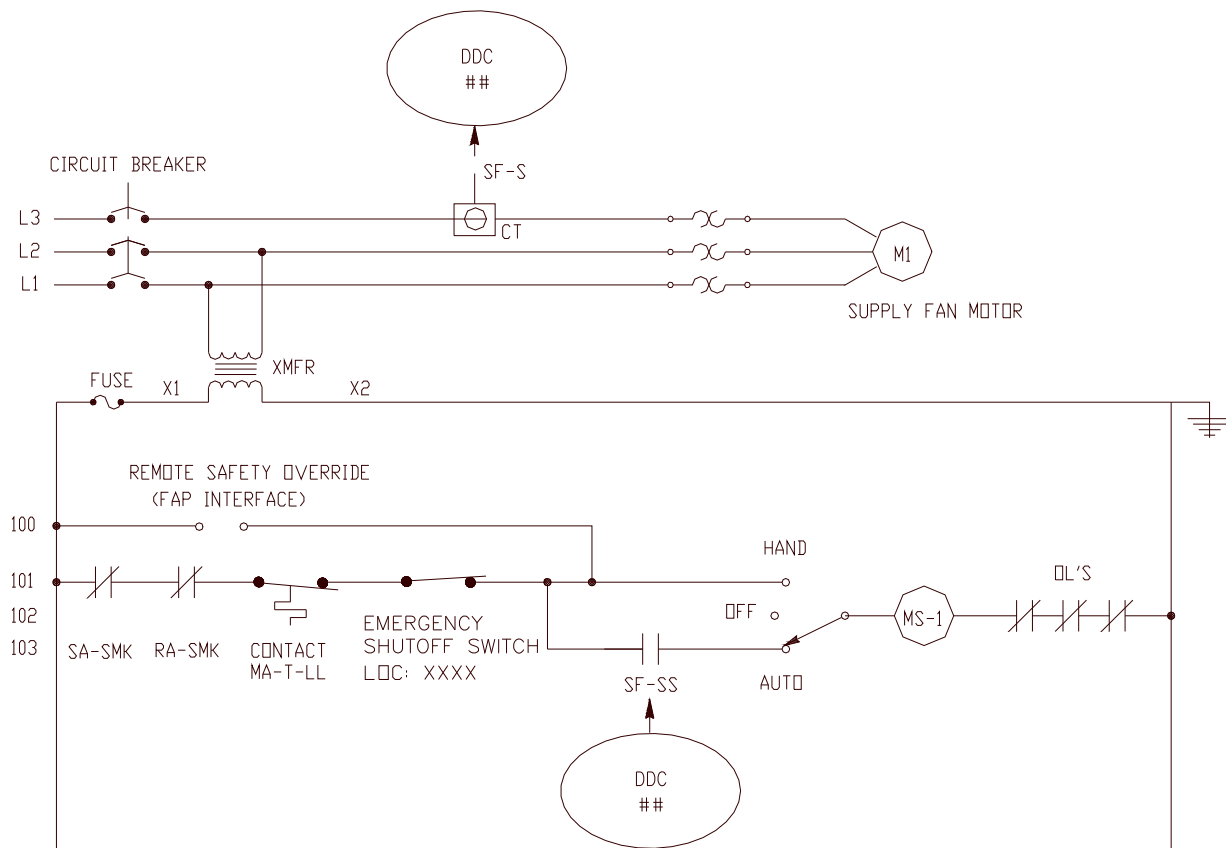 DDC
##
CIRCUIT BREAKER
SF-S
L3
CT
L2
M1
L1
SUPPLY FAN MOTOR
XMFR
FUSE
X1
X2
REMOTE SAFETY OVERRIDE
(FAP INTERFACE)
100
HAND
101
OL'S
102
OFF
MS-1
103
SA-SMK
RA-SMK
CONTACT
MA-T-LL
EMERGENCY
SHUTOFF SWITCH
LOC: XXXX
SF-SS
AUTO
DDC
##